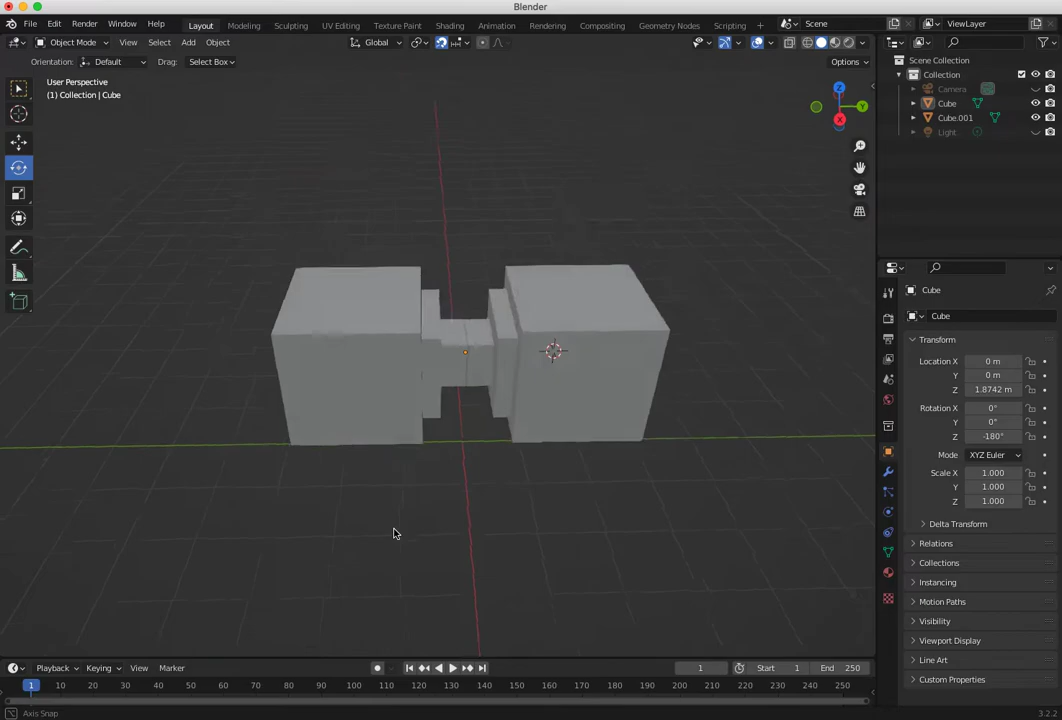 Blender
File Edit Render Window Help Layout Modeling Sculpting UV Editing Texture Paint Shading Animation Rendering Compositing Geometry Nodes Scripting + Scene ViewLayer
Object Mode View Select Add Object Global
Orientation: Default Drag: Select Box Options
User Perspective
(1) Collection | Cube
Z
Y
X
Scene Collection
Collection
Camera
Cube
Cube.001
Light
Cube
Cube
Transform
Location X 0 m
Y 0 m
Z 1.8742 m
Rotation X 0°
Y 0°
Z -180°
Mode XYZ Euler
Scale X 1.000
Y 1.000
Z 1.000
Delta Transform
Relations
Collections
Instancing
Motion Paths
Visibility
Viewport Display
Line Art
Custom Properties
Playback Keying View Marker 1 Start 1 End 250
1 10 20 30 40 50 60 70 80 90 100 110 120 130 140 150 160 170 180 190 200 210 220 230 240 250
Axis Snap 3.2.2